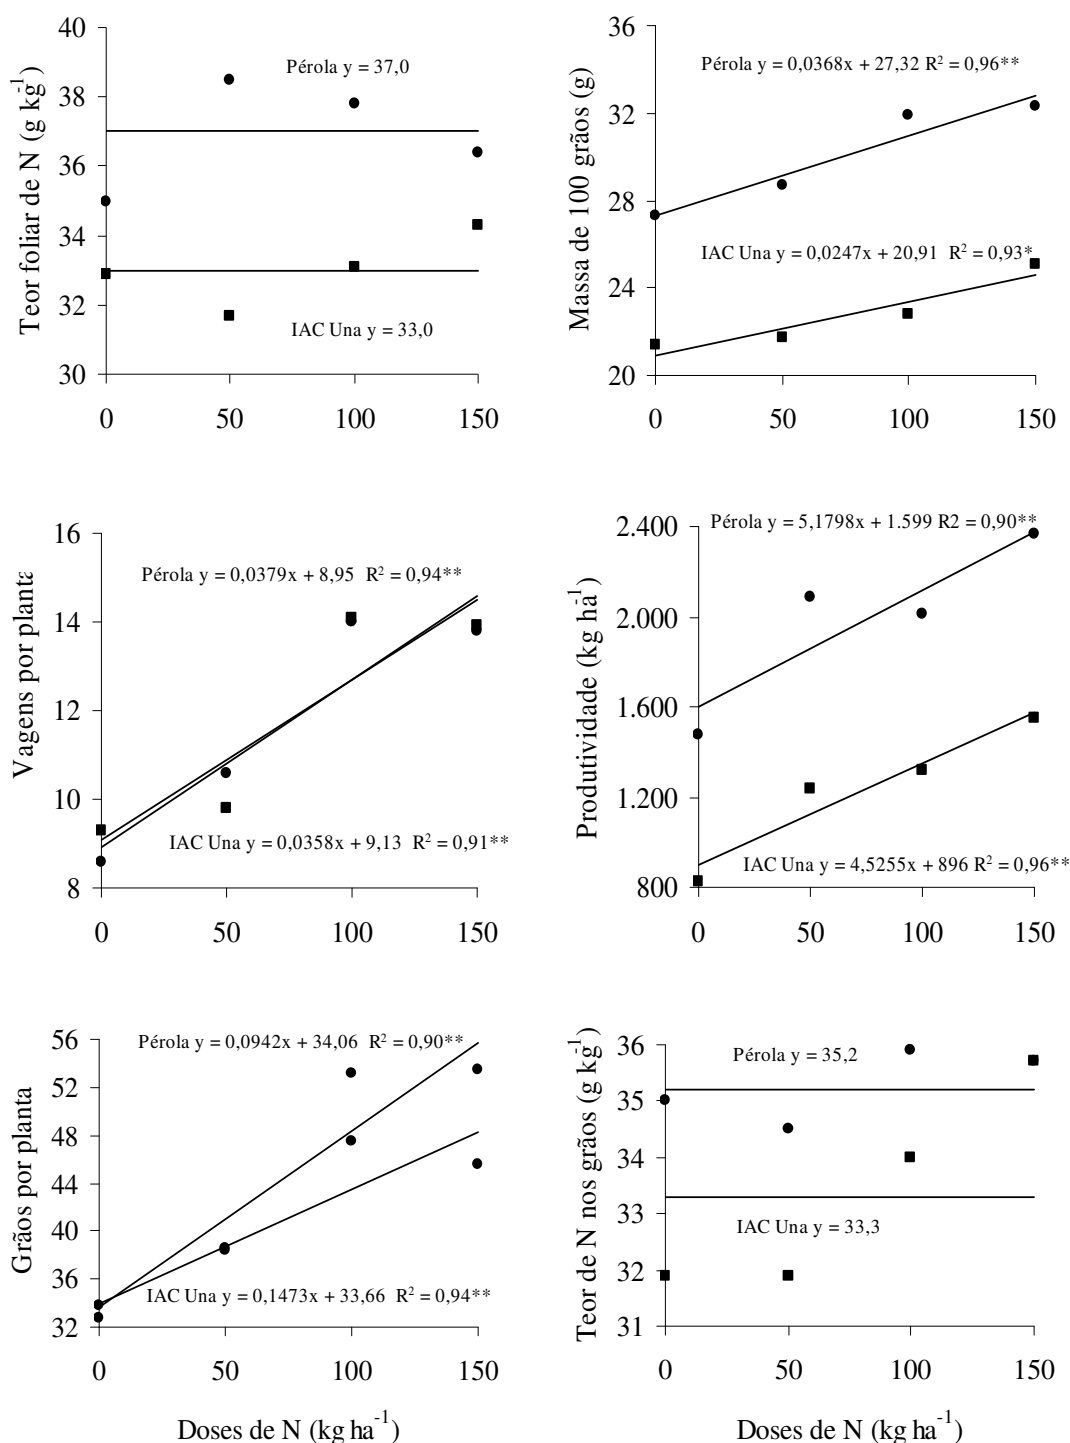 Teor foliar de N (g kg-1)
40
38
36
34
32
30
Pérola y = 37,0
IAC Una y = 33,0
0 50 100 150
Massa de 100 grãos (g)
36
32
28
24
20
Pérola y = 0,0368x + 27,32 R² = 0,96**
IAC Una y = 0,0247x + 20,91 R² = 0,93*
0 50 100 150
Vagens por planta
16
14
12
10
8
Pérola y = 0,0379x + 8,95 R² = 0,94**
IAC Una y = 0,0358x + 9,13 R² = 0,91**
0 50 100 150
Produtividade (kg ha-1)
2.400
2.000
1.600
1.200
800
Pérola y = 5,1798x + 1.599 R2 = 0,90**
IAC Una y = 4,5255x + 896 R² = 0,96**
0 50 100 150
Grãos por planta
56
52
48
44
40
36
32
Pérola y = 0,0942x + 34,06 R² = 0,90**
IAC Una y = 0,1473x + 33,66 R² = 0,94**
0 50 100 150
Doses de N (kg ha-1)
Teor de N nos grãos (g kg-1)
36
35
34
33
32
31
Pérola y = 35,2
IAC Una y = 33,3
0 50 100 150
Doses de N (kg ha-1)